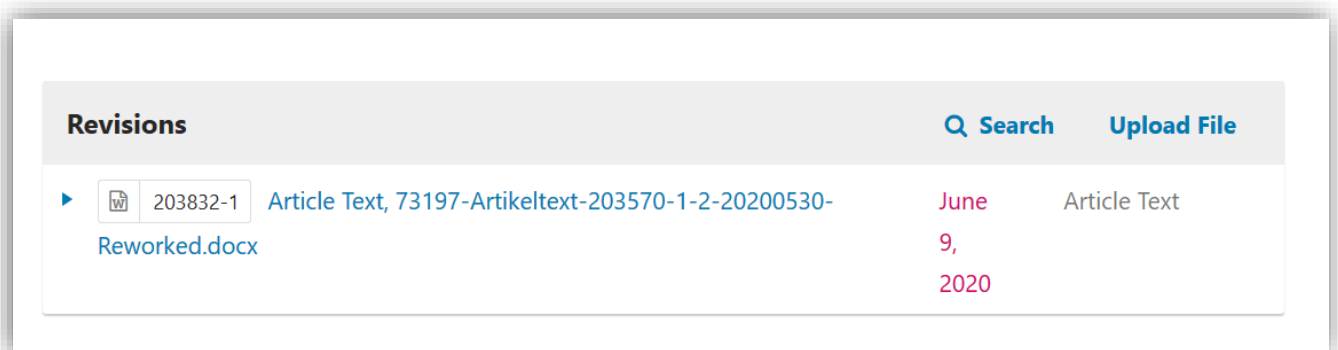 Revisions Search Upload File
203832-1 Article Text, 73197-Artikeltext-203570-1-2-20200530- June Article Text
Reworked.docx 9,
2020